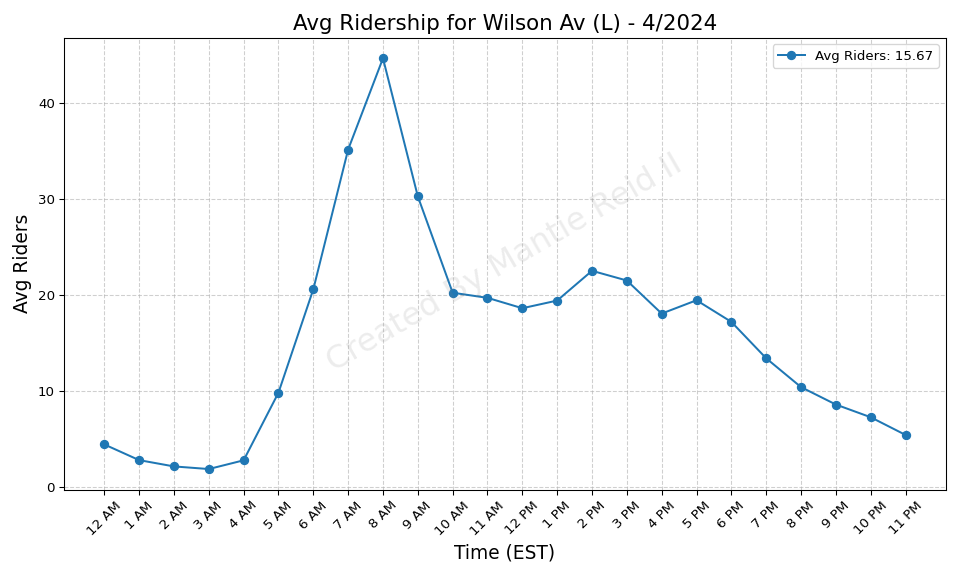 Avg Ridership for Wilson Av (L) - 4/2024
Avg Riders: 15.67
Avg Riders
40
30
20
10
0
Created By Mantie Reid II
12 AM
1 AM
2 AM
3 AM
4 AM
5 AM
6 AM
7 AM
8 AM
9 AM
10 AM
11 AM
12 PM
1 PM
2 PM
3 PM
4 PM
5 PM
6 PM
7 PM
8 PM
9 PM
10 PM
11 PM
Time (EST)